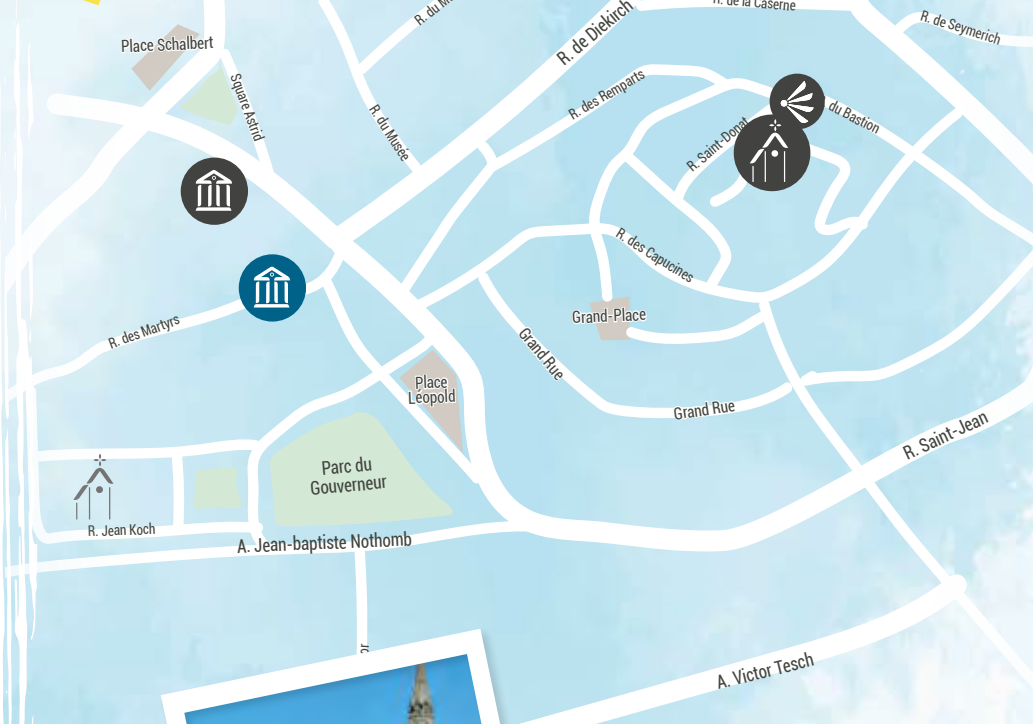 R. de la Caserne
R. de Diekirch
R. de Seymerich
Place Schalbert
Square Astrid
R. du Musée
R. des Remparts
du Bastion
R. Saint-Donat
R. des Capucines
Grand-Place
R. des Martyrs
Grand Rue
Place
Léopold
Grand Rue
R. Saint-Jean
Parc du
Gouverneur
R. Jean Koch
A. Jean-baptiste Nothomb
A. Victor Tesch